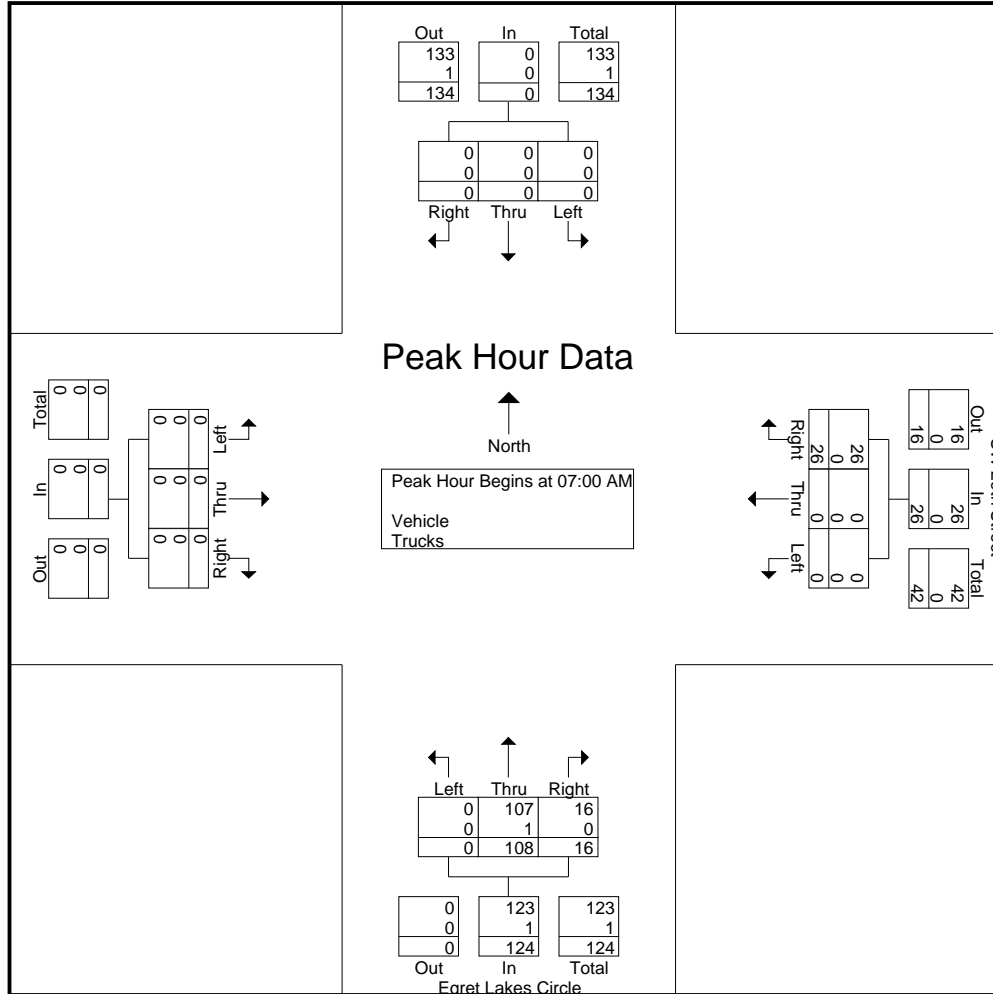 Out In Total
133 0 133
1 0 1
134 0 134
0 0 0
0 0 0
0 0 0
Right Thru Left
Peak Hour Data
North
Peak Hour Begins at 07:00 AM
Vehicle
Trucks
Total
0 0 0
In
0 0 0
Out
0 0 0
Left
0 0 0
Thru
0 0 0
Right
0 0 0
Right
26 0 26
Thru
0 0 0
Left
0 0 0
Out
16 0 16
In
26 0 26
Total
42 0 42
Left Thru Right
0 107 16
0 1 0
0 108 16
0 123 123
0 1 1
0 124 124
Out In Total
Egret Lakes Circle